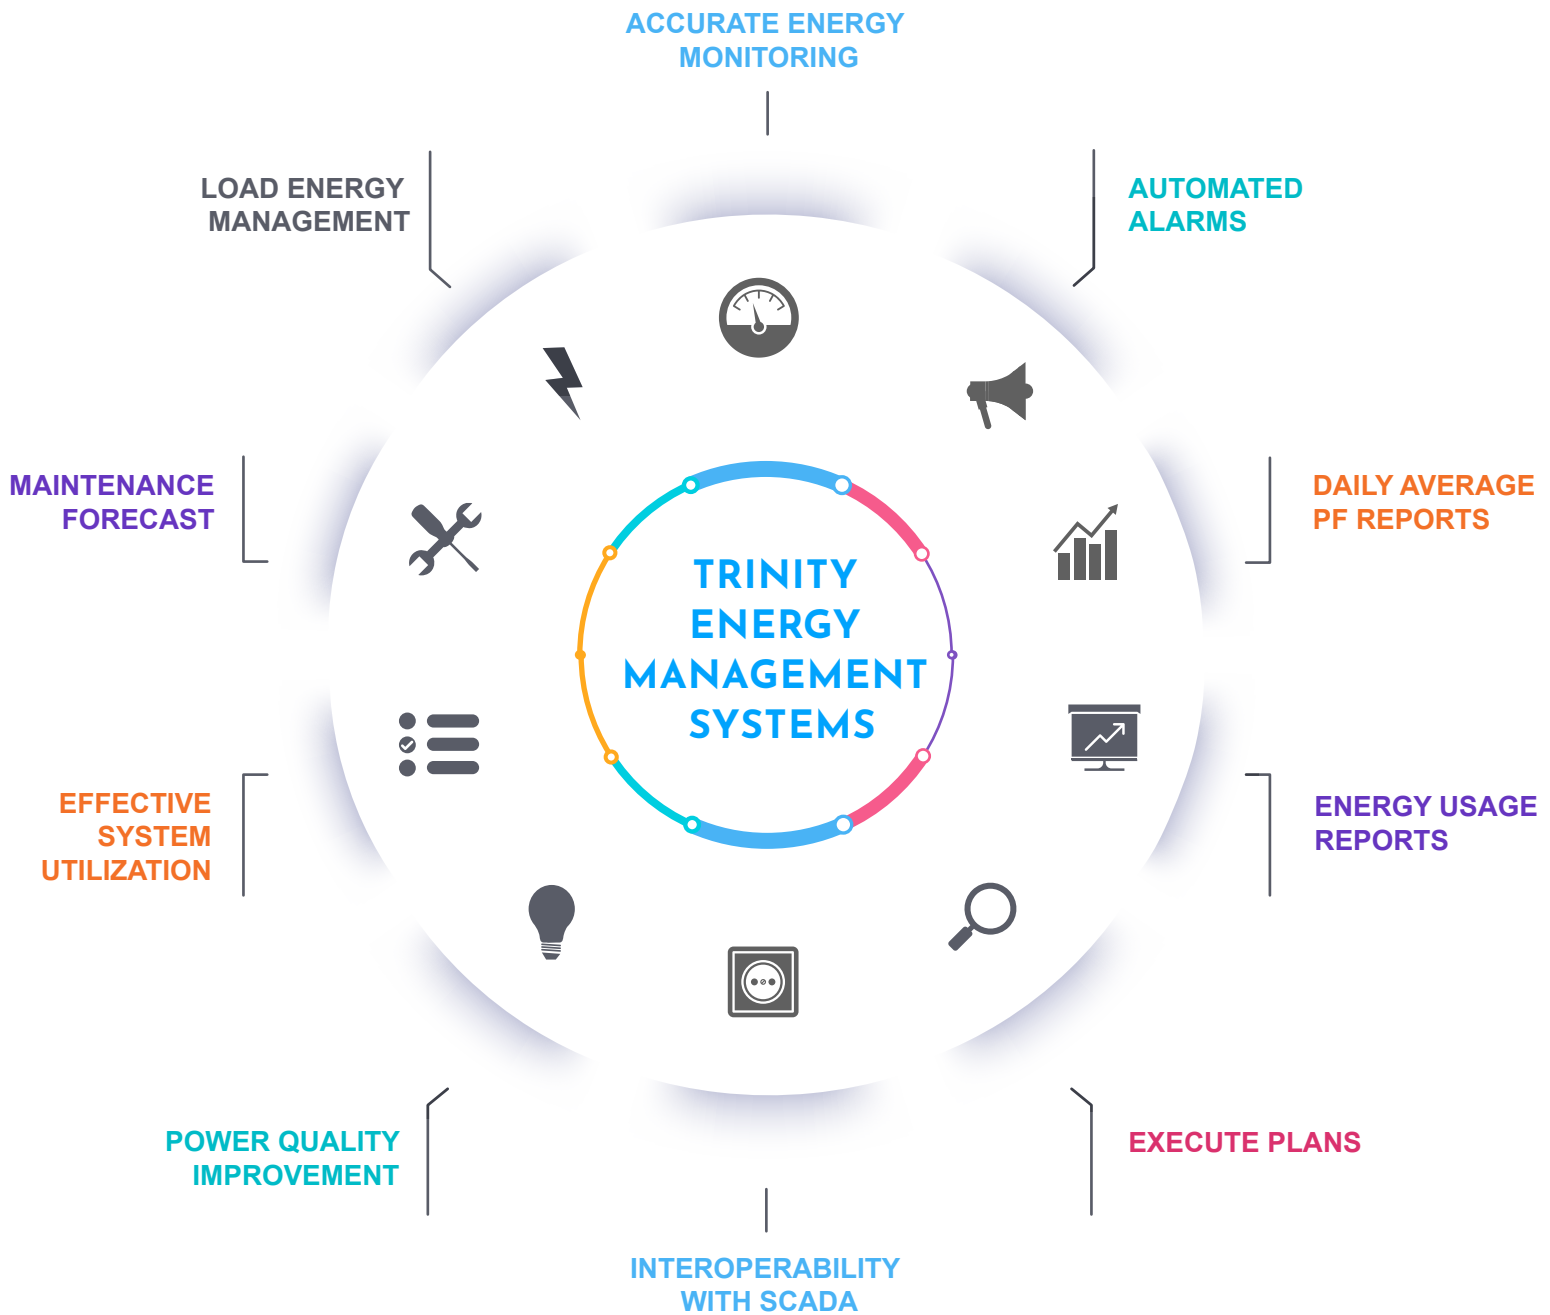 ACCURATE ENERGY
MONITORING
LOAD ENERGY
MANAGEMENT
AUTOMATED
ALARMS
MAINTENANCE
FORECAST
DAILY AVERAGE
PF REPORTS
TRINITY
ENERGY
MANAGEMENT
SYSTEMS
EFFECTIVE
SYSTEM
UTILIZATION
ENERGY USAGE
REPORTS
POWER QUALITY
IMPROVEMENT
EXECUTE PLANS
INTEROPERABILITY
WITH SCADA